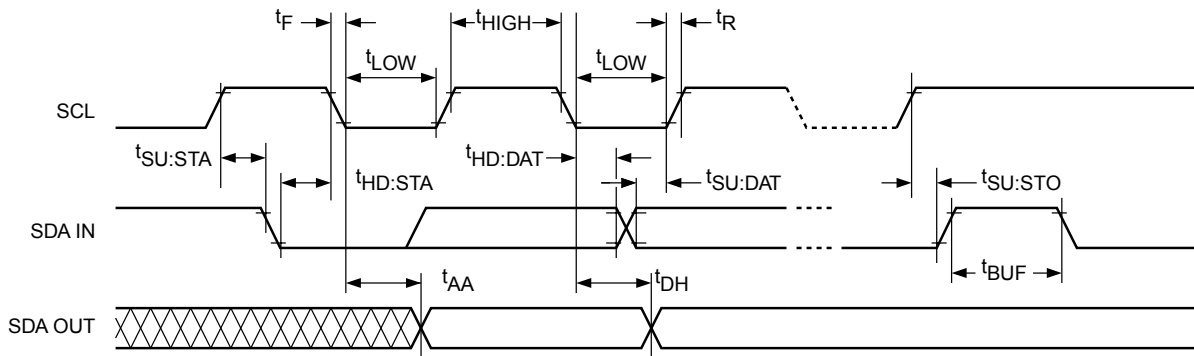 tF
tHIGH
tR
tLOW
tLOW
SCL
tSU:STA
tHD:DAT
tHD:STA
tSU:DAT
tSU:STO
SDA IN
tAA
tDH
tBUF
SDA OUT